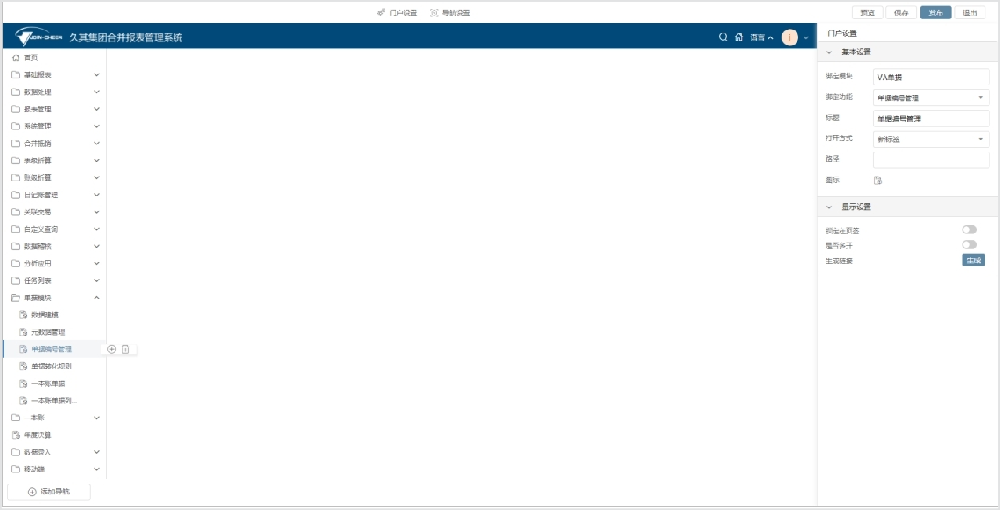 门户设置 导航设置 预览 保存 发布 退出
JOIN-CHEER 久其集团合并报表管理系统 语言 J
首页
基础报表
数据处理
报表管理
系统管理
合并抵销
表级折算
账级折算
日记账管理
关联交易
自定义查询
数据稽核
分析应用
任务列表
单据模块
数据建模
元数据管理
单据编号管理
单据转化规则
一本账单据
一本账单据列...
一本账
年度决算
数据录入
移动端
添加导航
门户设置
基本设置
绑定模块 VA单据
绑定功能 单据编号管理
标题 单据编号管理
打开方式 新标签
路径
图标
显示设置
锁定在页签
是否多开
生成链接 生成